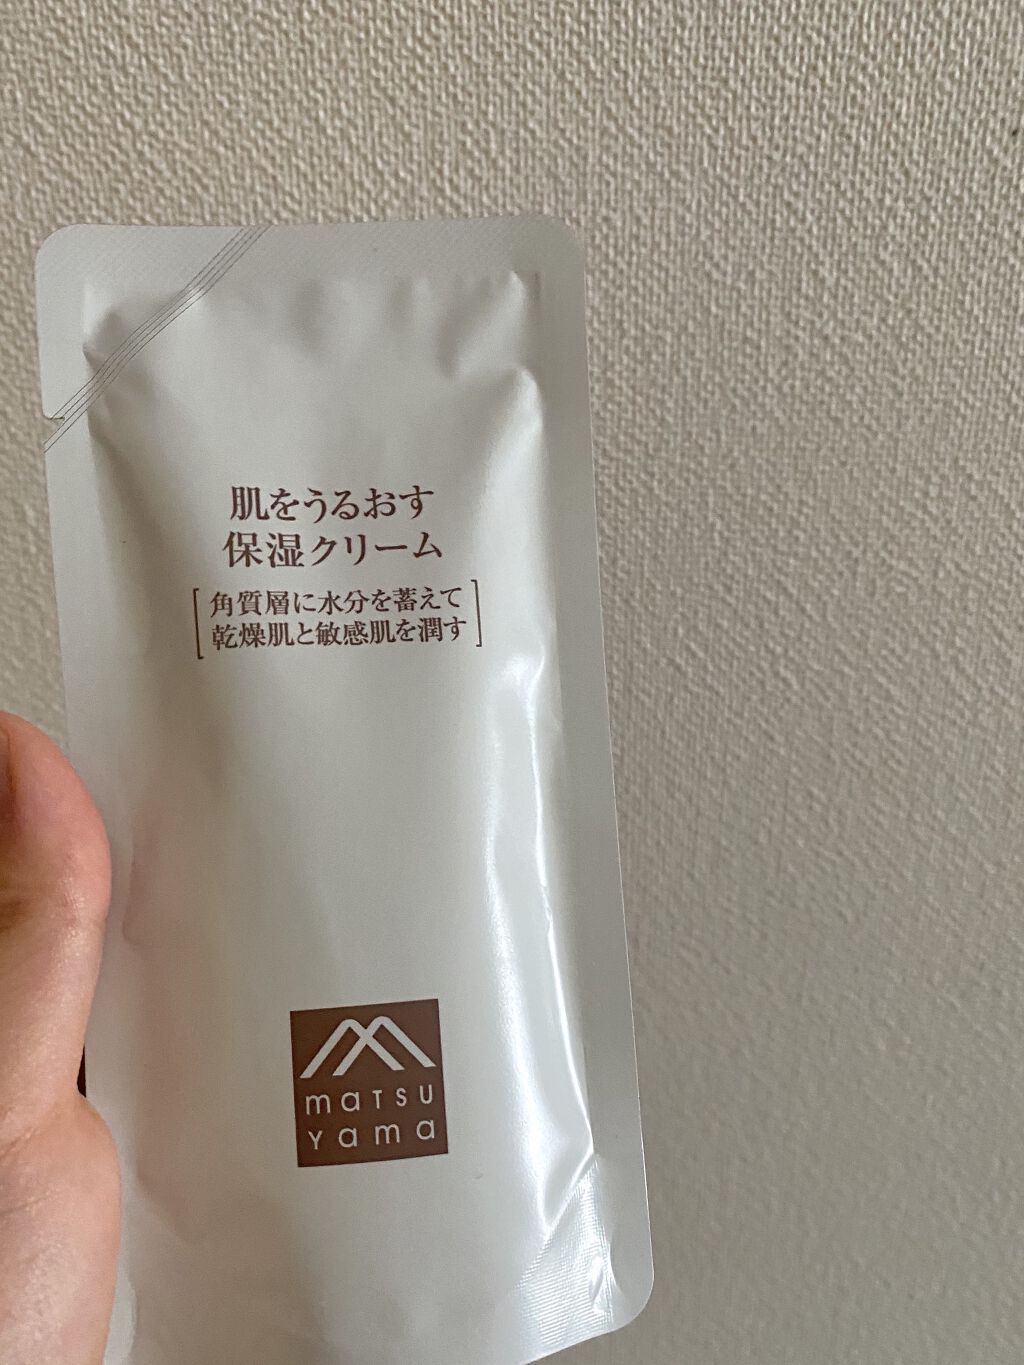 肌をうるおす
保湿クリーム
[角質層に水分を蓄えて
乾燥肌と敏感肌を潤す]
matsu
yama